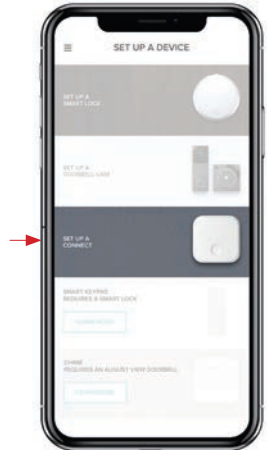 SET UP A DEVICE
SET UP A
SMART LOCK
SET UP A
DOORBELL CAM
SET UP A
CONNECT
SMART KEYPAD
REQUIRES A SMART LOCK
CHIME
REQUIRES AN AUGUST VIEW DOORBELL